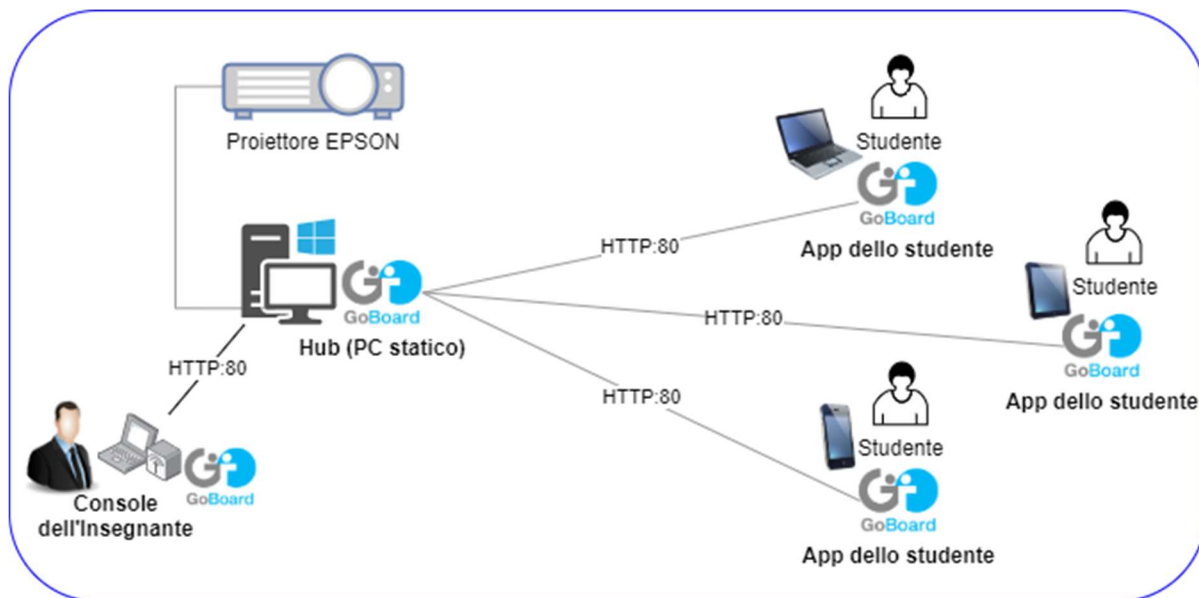 Proiettore EPSON
Studente
GoBoard
App dello studente
HTTP:80
Studente
GoBoard
App dello studente
HTTP:80
GoBoard
Hub (PC statico)
HTTP:80
HTTP:80
Studente
GoBoard
App dello studente
GoBoard
Console
dell'Insegnante